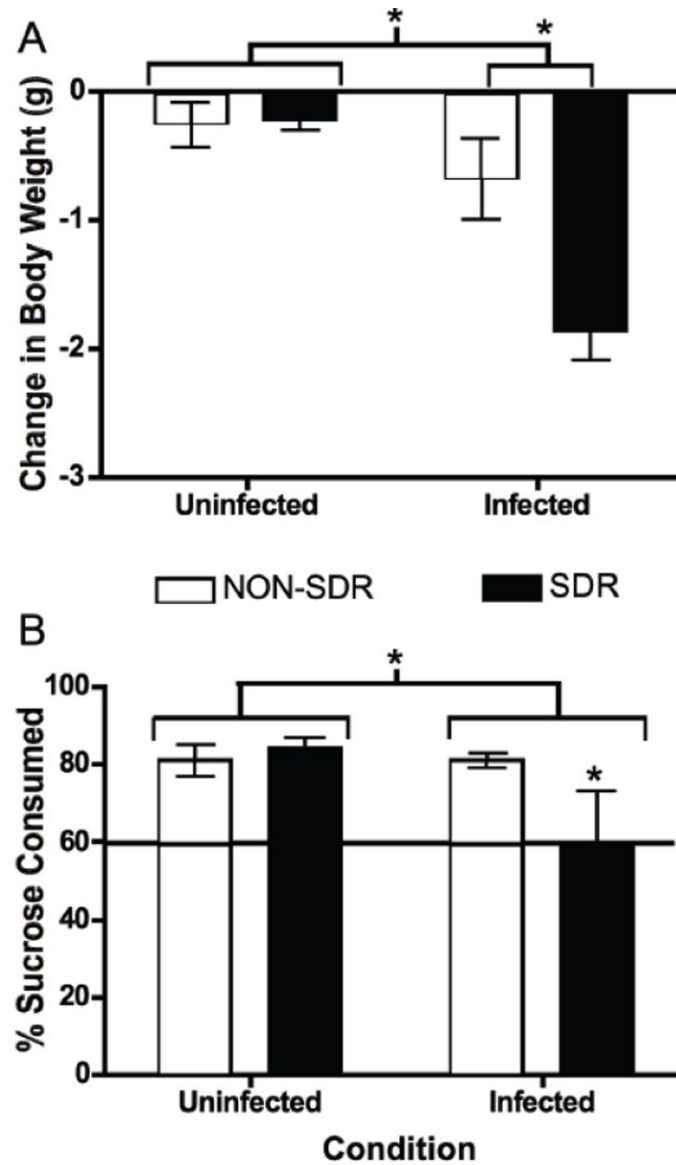 A
* *
Change in Body Weight (g)
0
-1
-2
-3
Uninfected Infected
NON-SDR SDR
B
*
% Sucrose Consumed
100
80
*
60
40
20
0
Uninfected Infected
Condition